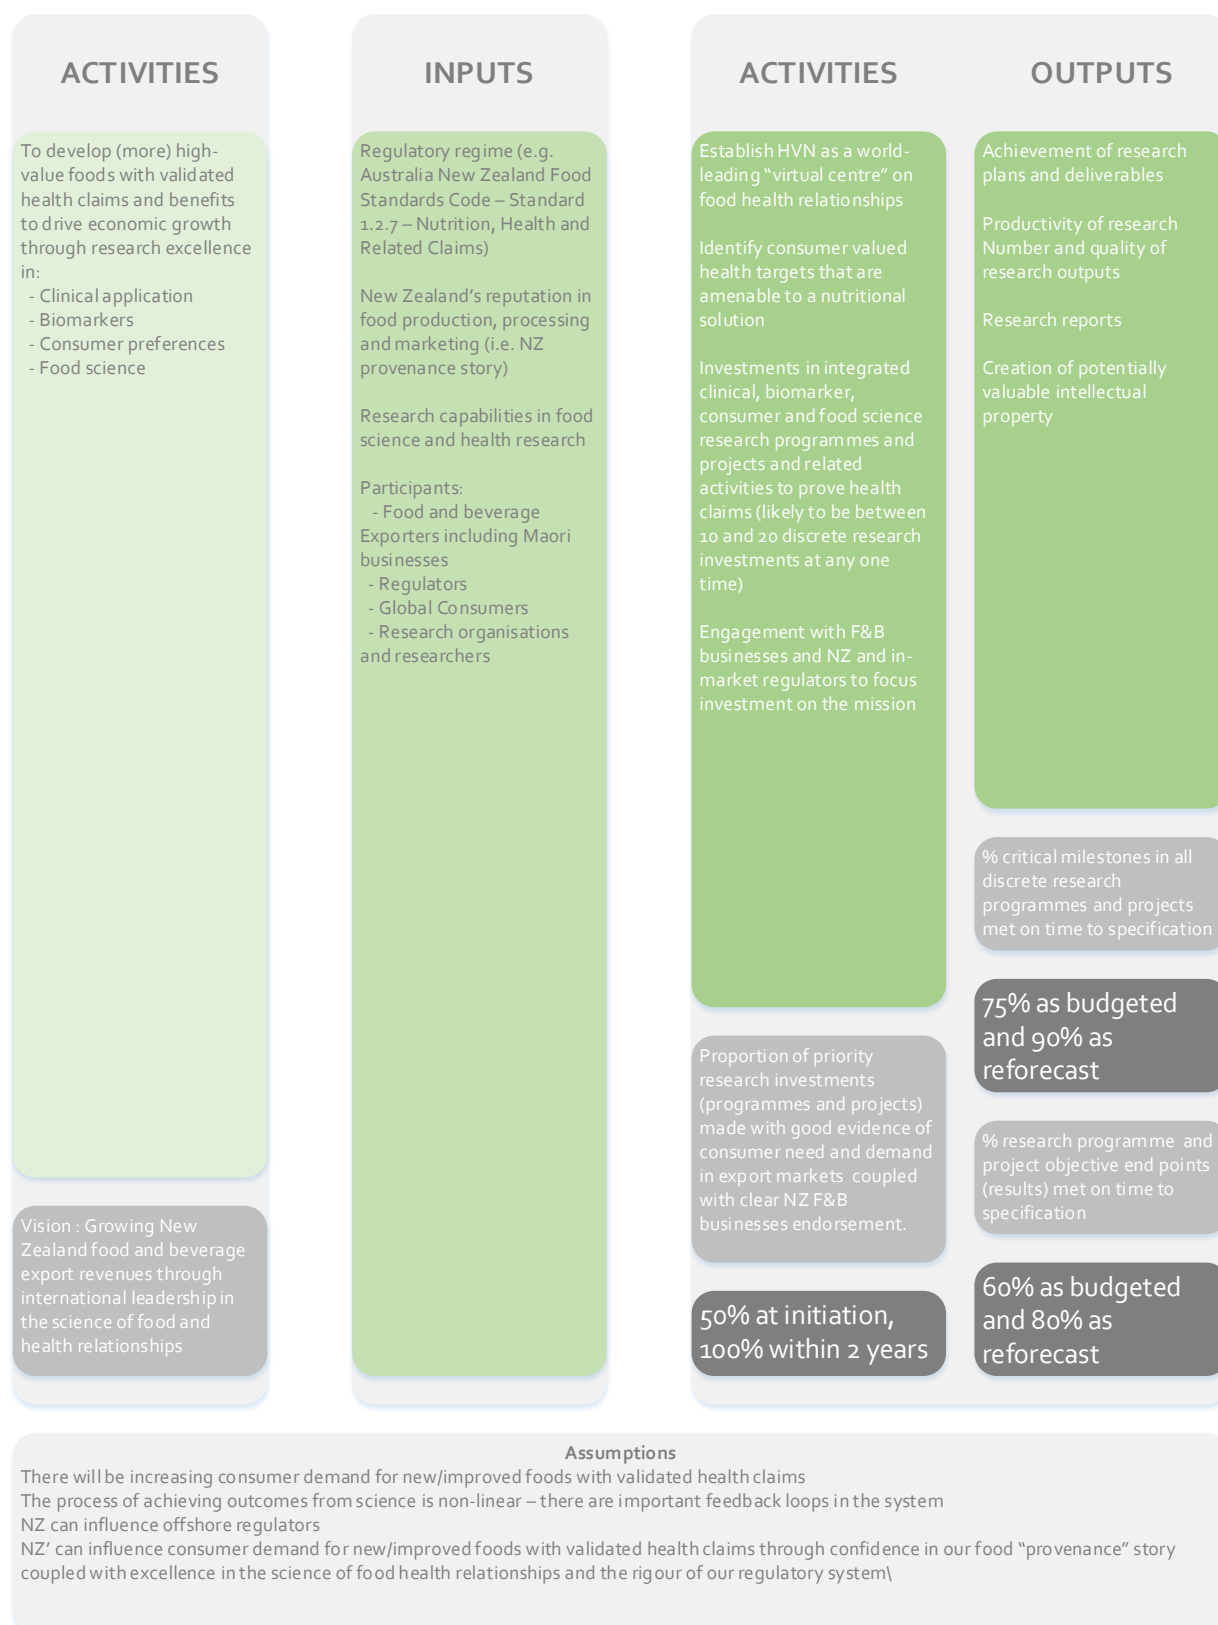 ACTIVITIES
To develop (more) high-
value foods with validated
health claims and benefits
to drive economic growth
through research excellence
in:
- Clinical application
- Biomarkers
- Consumer preferences
- Food science
Vision : Growing New
Zealand food and beverage
export revenues through
international leadership in
the science of food and
health relationships
INPUTS
Regulatory regime (e.g.
Australia New Zealand Food
Standards Code – Standard
1.2.7 – Nutrition, Health and
Related Claims)
New Zealand’s reputation in
food production, processing
and marketing (i.e. NZ
provenance story)
Research capabilities in food
science and health research
Participants:
- Food and beverage
Exporters including Maori
businesses
- Regulators
- Global Consumers
- Research organisations
and researchers
ACTIVITIES
Establish HVN as a world-
leading “virtual centre” on
food health relationships
Identify consumer valued
health targets that are
amenable to a nutritional
solution
Investments in integrated
clinical, biomarker,
consumer and food science
research programmes and
projects and related
activities to prove health
claims (likely to be between
10 and 20 discrete research
investments at any one
time)
Engagement with F&B
businesses and NZ and in-
market regulators to focus
investment on the mission
Proportion of priority
research investments
(programmes and projects)
made with good evidence of
consumer need and demand
in export markets coupled
with clear NZ F&B
businesses endorsement.
50% at initiation,
100% within 2 years
OUTPUTS
Achievement of research
plans and deliverables
Productivity of research
Number and quality of
research outputs
Research reports
Creation of potentially
valuable intellectual
property
% critical milestones in all
discrete research
programmes and projects
met on time to specification
75% as budgeted
and 90% as
reforecast
% research programme and
project objective end points
(results) met on time to
specification
60% as budgeted
and 80% as
reforecast
Assumptions
There will be increasing consumer demand for new/improved foods with validated health claims
The process of achieving outcomes from science is non-linear – there are important feedback loops in the system
NZ can influence offshore regulators
NZ’ can influence consumer demand for new/improved foods with validated health claims through confidence in our food “provenance” story
coupled with excellence in the science of food health relationships and the rigour of our regulatory system\